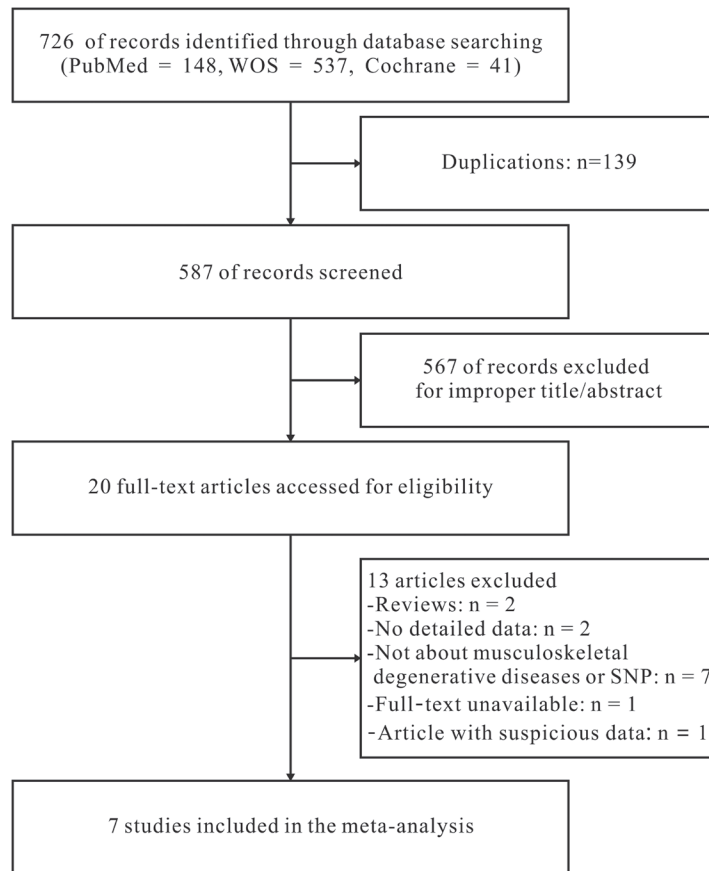 726 of records identified through database searching
(PubMed = 148, WOS = 537, Cochrane = 41)
Duplications: n=139
587 of records screened
567 of records excluded
for improper title/abstract
20 full-text articles accessed for eligibility
13 articles excluded
-Reviews: n = 2
-No detailed data: n = 2
-Not about musculoskeletal
degenerative diseases or SNP: n = 7
-Full-text unavailable: n = 1
-Article with suspicious data: n = 1
7 studies included in the meta-analysis